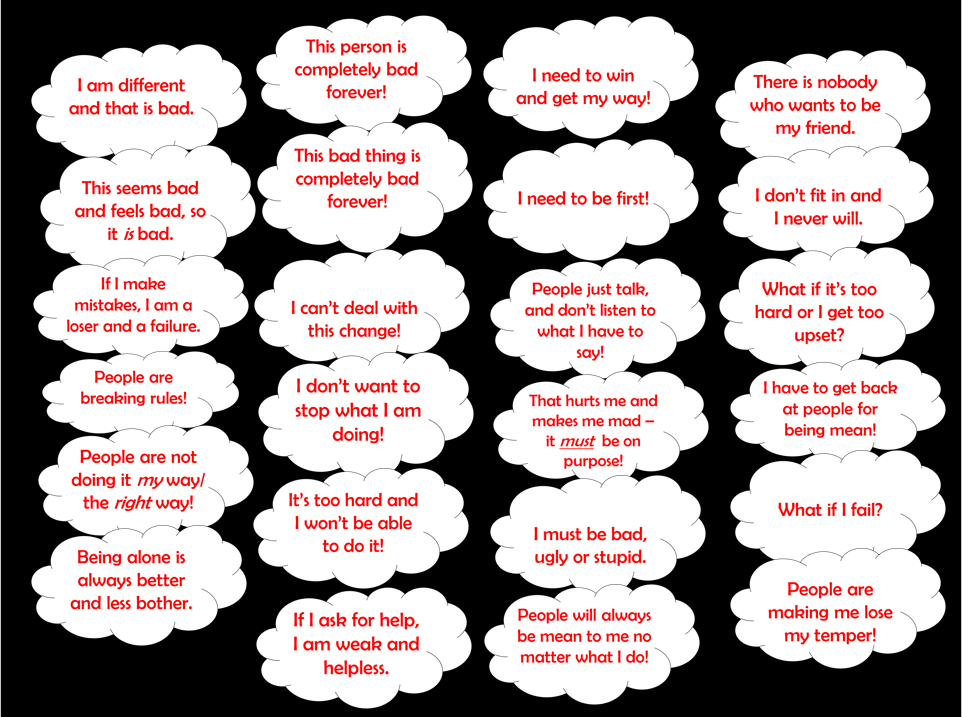 I am different
and that is bad.
This seems bad
and feels bad, so
it is bad.
If I make
mistakes, I am a
loser and a failure.
People are
breaking rules!
People are not
doing it my way/
the right way!
Being alone is
always better
and less bother.
This person is
completely bad
forever!
This bad thing is
completely bad
forever!
I can't deal with
this change!
I don't want to
stop what I am
doing!
It's too hard and
I won't be able
to do it!
If I ask for help,
I am weak and
helpless.
I need to win
and get my way!
I need to be first!
People just talk,
and don't listen to
what I have to
say!
That hurts me and
makes me mad –
it must be on
purpose!
I must be bad,
ugly or stupid.
People will always
be mean to me no
matter what I do!
There is nobody
who wants to be
my friend.
I don't fit in and
I never will.
What if it's too
hard or I get too
upset?
I have to get back
at people for
being mean!
What if I fail?
People are
making me lose
my temper!